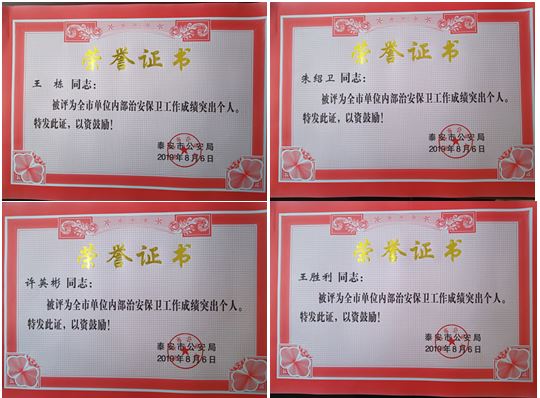 荣誉证书
王 栋 同志：
被评为全市单位内部治安保卫工作成绩突出个人。
特发此证，以资鼓励！
泰安市公安局
2019年8月6日
荣誉证书
朱绍卫 同志：
被评为全市单位内部治安保卫工作成绩突出个人。
特发此证，以资鼓励！
泰安市公安局
2019年8月6日
荣誉证书
许英彬 同志：
被评为全市单位内部治安保卫工作成绩突出个人。
特发此证，以资鼓励！
泰安市公安局
2019年8月6日
荣誉证书
王胜利 同志：
被评为全市单位内部治安保卫工作成绩突出个人。
特发此证，以资鼓励！
泰安市公安局
2019年8月6日